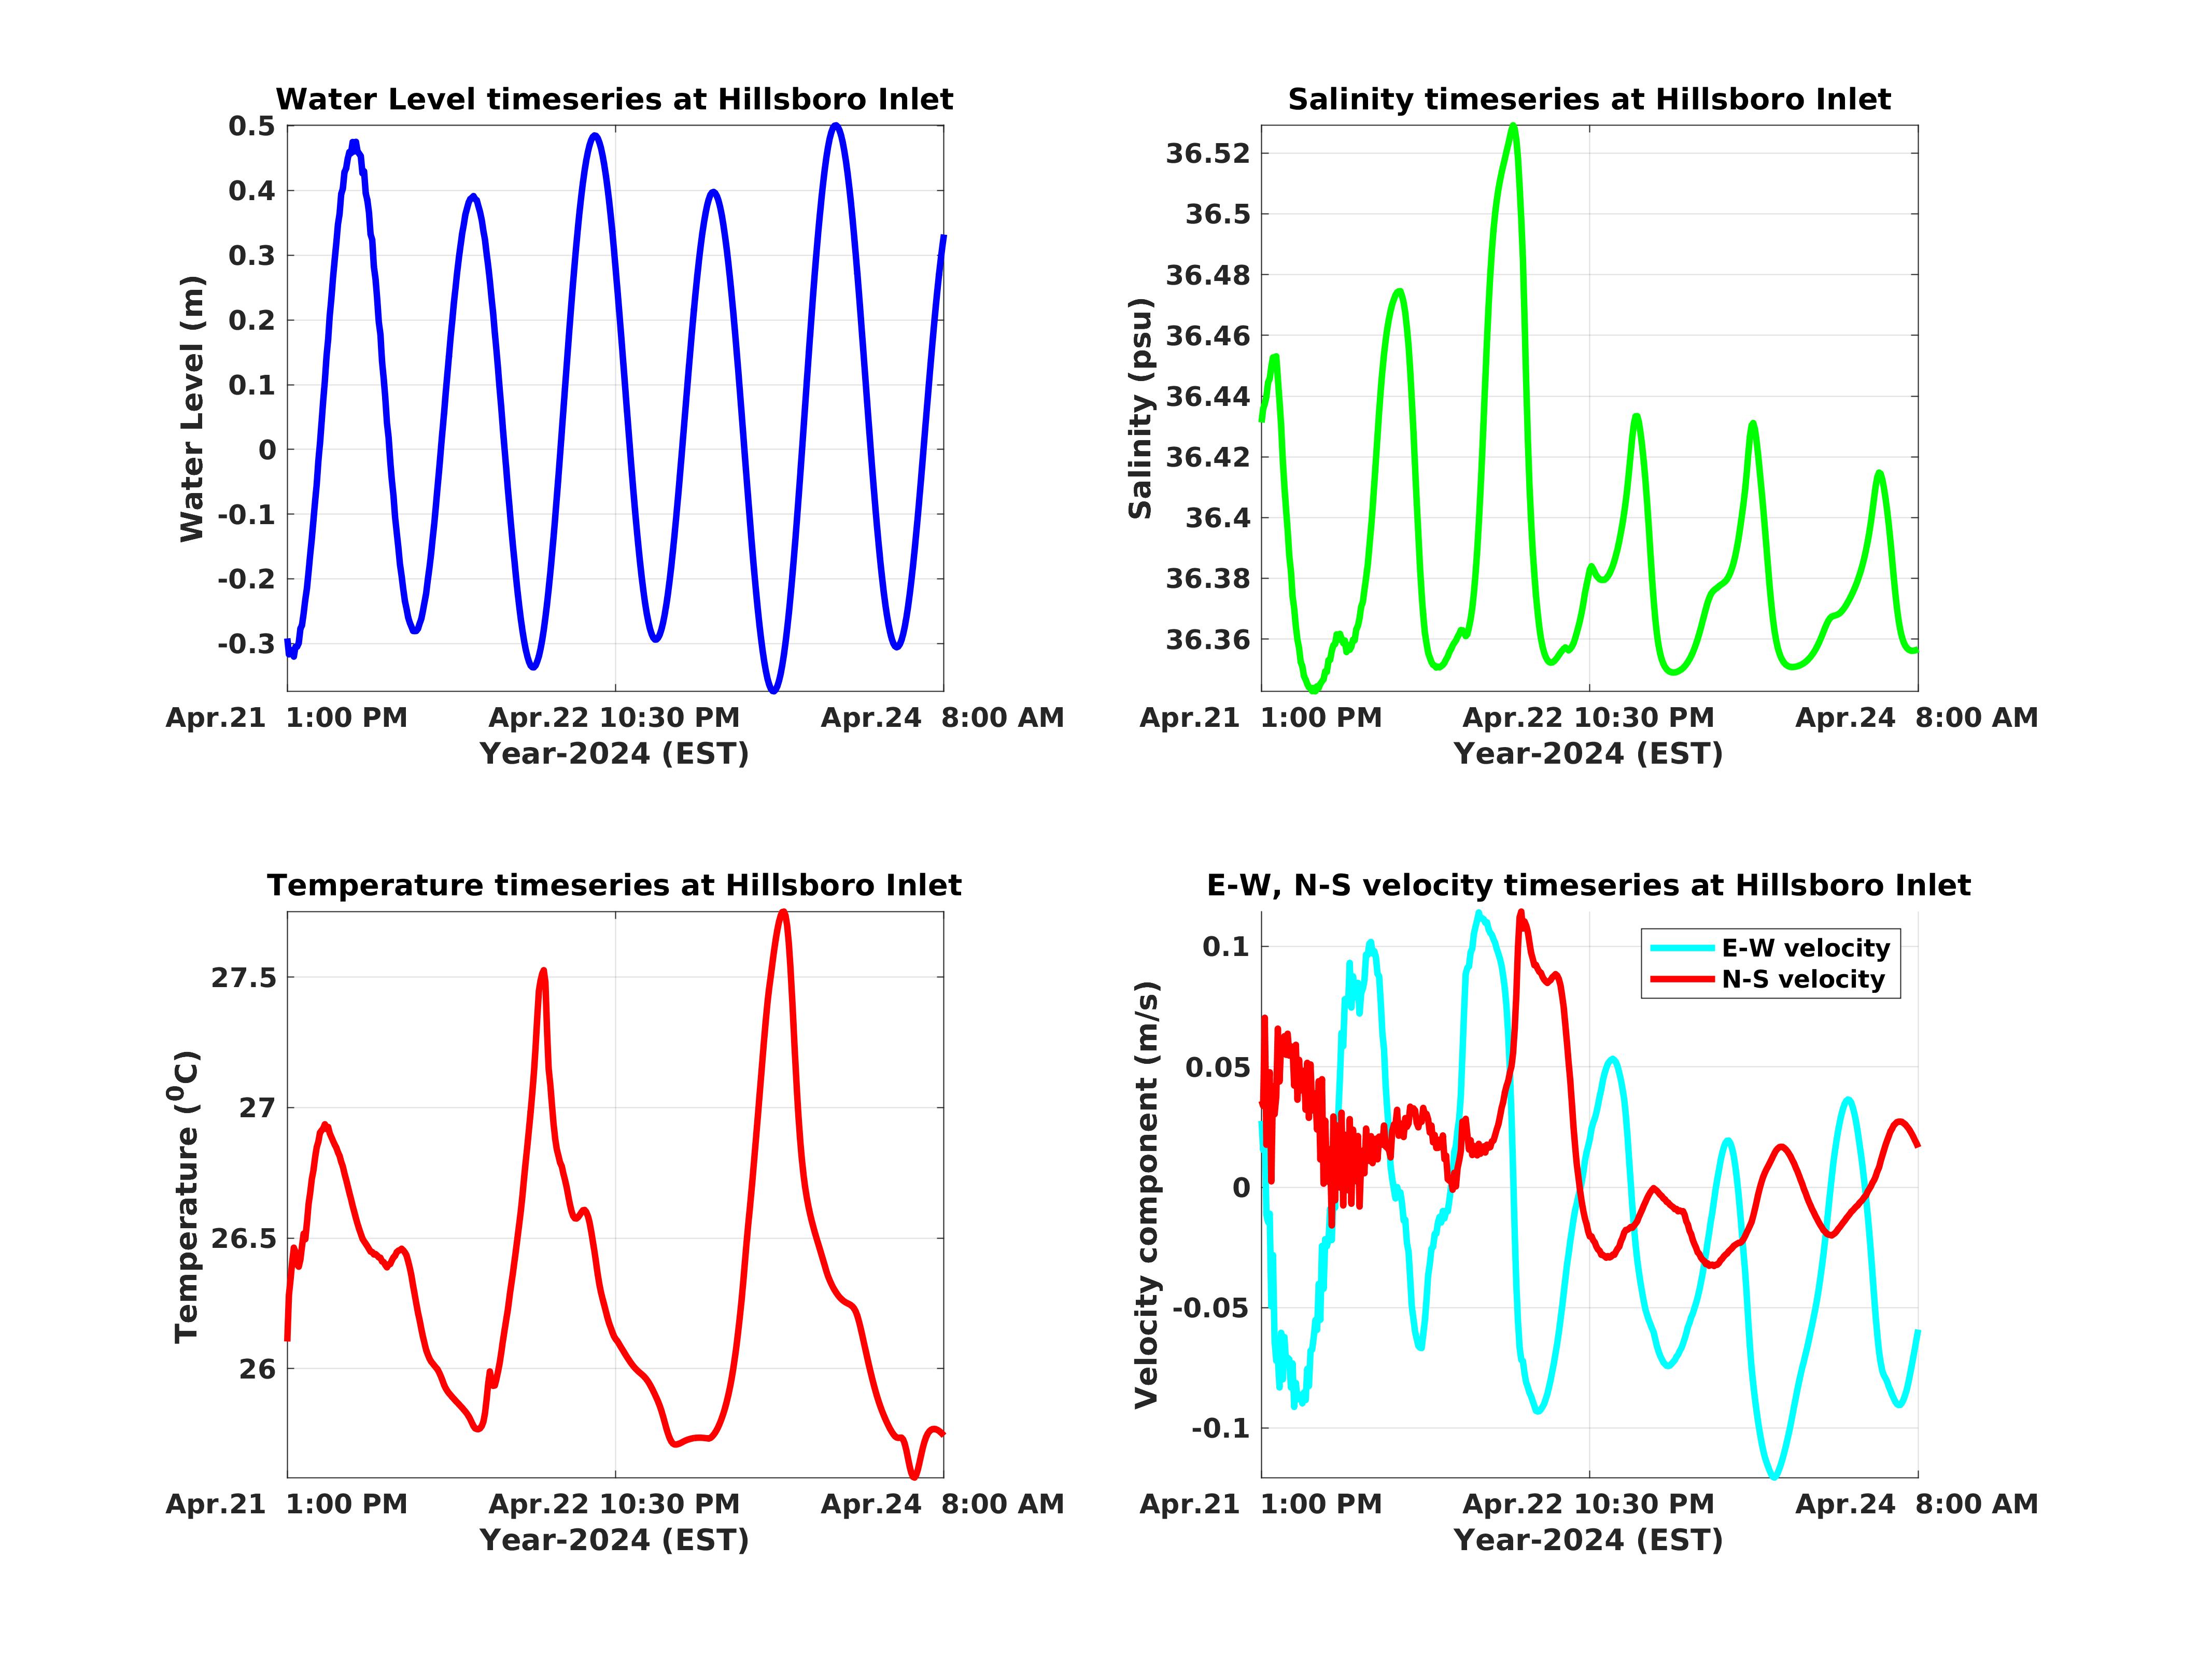 Water Level timeseries at Hillsboro Inlet
0.5
0.4
0.3
0.2
0.1
0
-0.1
-0.2
-0.3
Water Level (m)
Apr.21 1:00 PM
Apr.22 10:30 PM
Apr.24 8:00 AM
Year-2024 (EST)
Salinity timeseries at Hillsboro Inlet
36.52
36.5
36.48
36.46
36.44
36.42
36.4
36.38
36.36
Salinity (psu)
Apr.21 1:00 PM
Apr.22 10:30 PM
Apr.24 8:00 AM
Year-2024 (EST)
Temperature timeseries at Hillsboro Inlet
27.5
27
26.5
26
Temperature (⁰C)
Apr.21 1:00 PM
Apr.22 10:30 PM
Apr.24 8:00 AM
Year-2024 (EST)
E-W, N-S velocity timeseries at Hillsboro Inlet
E-W velocity
N-S velocity
0.1
0.05
0
-0.05
-0.1
Velocity component (m/s)
Apr.21 1:00 PM
Apr.22 10:30 PM
Apr.24 8:00 AM
Year-2024 (EST)